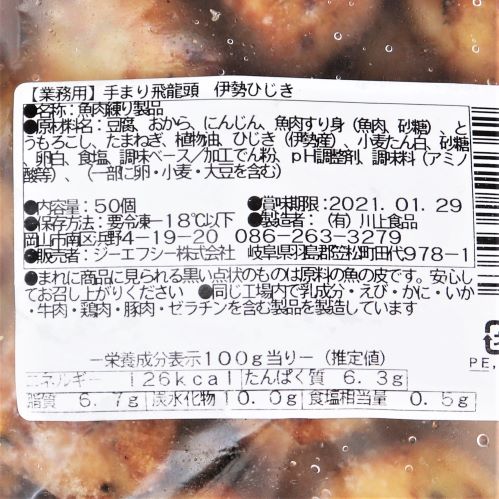 【業務用】手まり飛龍頭 伊勢ひじき
●名称：魚肉練り製品
●原材料名：豆腐、おから、にんじん、魚肉すり身（魚肉、砂糖）、と
うもろこし、たまねぎ、植物油、ひじき（伊勢産）、小麦たん白、砂糖
、卵白、食塩、調味ベース／加工でん粉、pH調整剤、調味料（アミノ
酸等）、（一部に卵・小麦・大豆を含む）
●内容量：50個 ●賞味期限：2021.01.29
●保存方法：要冷凍－18℃以下 ●製造者：（有）川上食品
岡山市南区浜野4-19-20 086-263-3279
●販売者：ジーエフシー株式会社 岐阜県羽島郡笠松町田代978-1
●まれに商品に見られる黒い点状のものは原料の魚の皮です。安心し
てお召し上がりください ●同じ工場内で乳成分・えび・かに・いか
・牛肉・鶏肉・豚肉・ゼラチンを含む製品を製造しています
－栄養成分表示100g当り－（推定値）
エネルギー 126kcal たんぱく質 6.3g
脂質 6.7g 炭水化物 10.0g 食塩相当量 0.5g
PE,